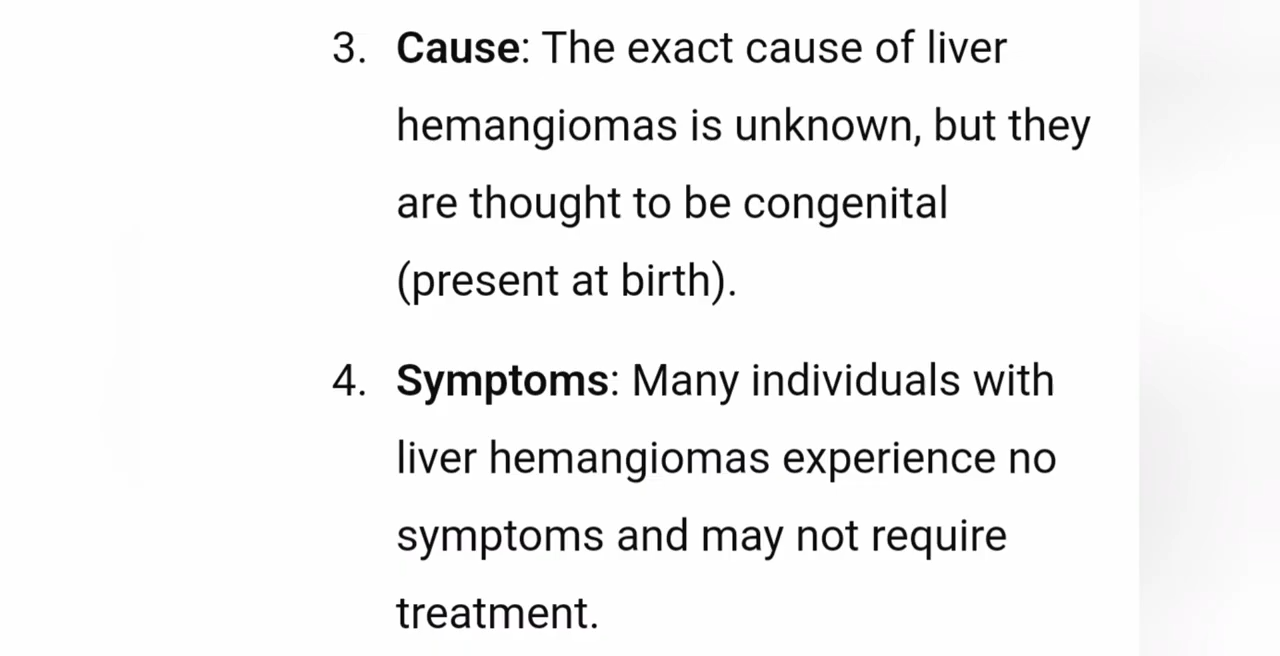 3. Cause: The exact cause of liver
hemangiomas is unknown, but they
are thought to be congenital
(present at birth).
4. Symptoms: Many individuals with
liver hemangiomas experience no
symptoms and may not require
treatment.